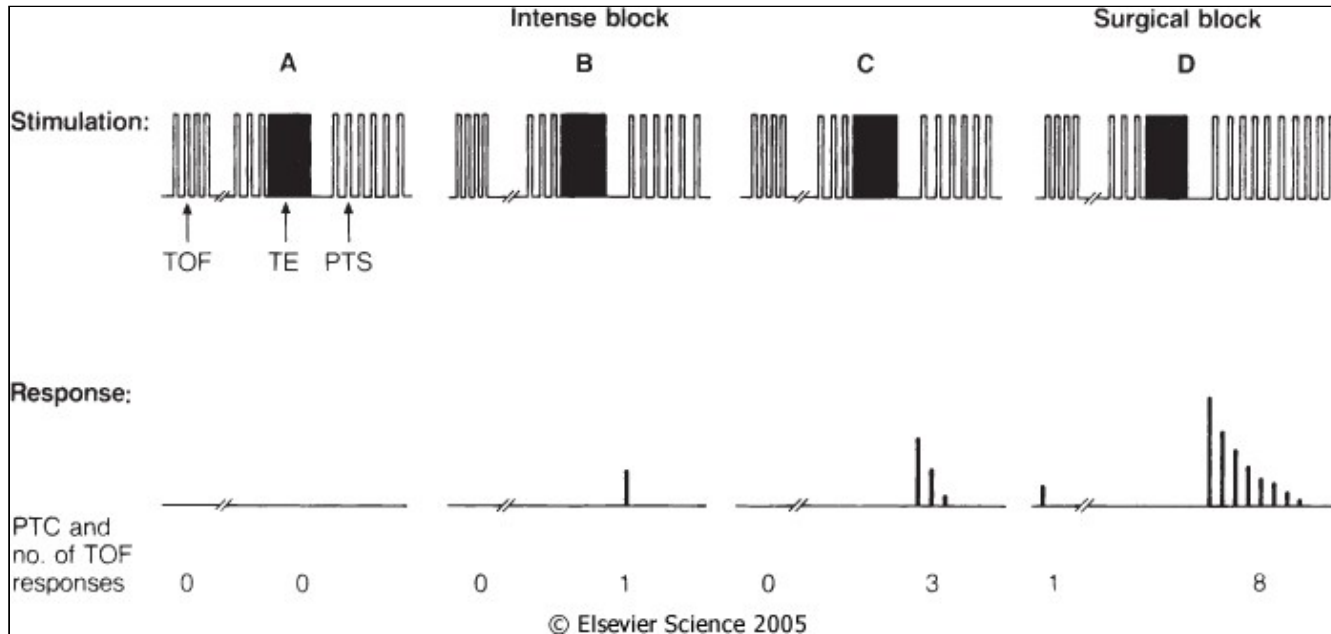 Intense block Surgical block
A B C D
Stimulation:
TOF TE PTS
Response:
PTC and
no. of TOF
responses 0 0 0 1 0 3 1 8
© Elsevier Science 2005